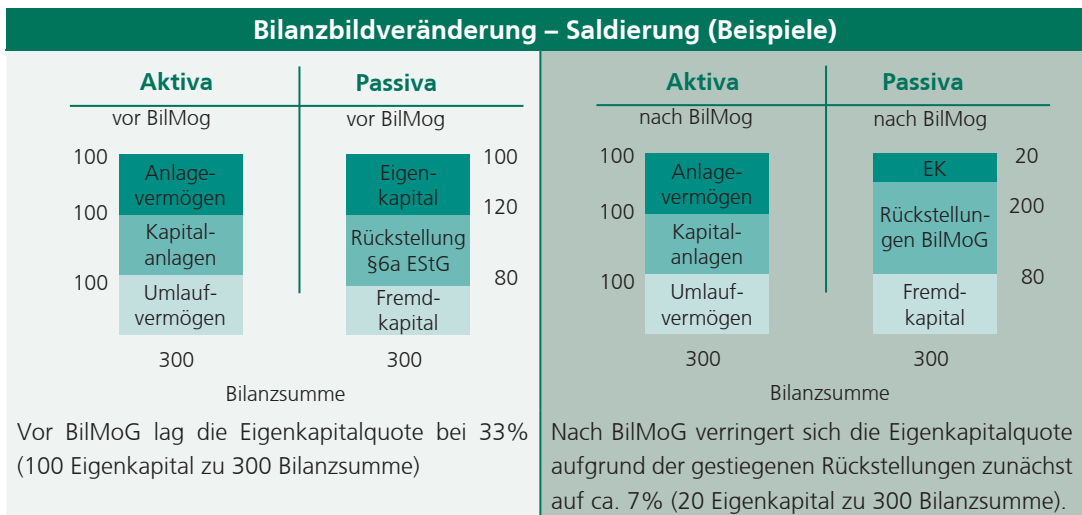 Bilanzbildveränderung – Saldierung (Beispiele)
Aktiva
Passiva
vor BilMog
vor BilMog
100
Anlage-
vermögen
100
Kapital-
anlagen
100
Umlauf-
vermögen
300
Eigen-
kapital
100
120
Rückstellung
§6a EStG
80
Fremd-
kapital
300
Bilanzsumme
Vor BilMoG lag die Eigenkapitalquote bei 33%
(100 Eigenkapital zu 300 Bilanzsumme)
Aktiva
Passiva
nach BilMog
nach BilMog
100
Anlage-
vermögen
100
Kapital-
anlagen
100
Umlauf-
vermögen
300
EK
20
200
Rückstellun-
gen BilMoG
80
Fremd-
kapital
300
Bilanzsumme
Nach BilMoG verringert sich die Eigenkapitalquote
aufgrund der gestiegenen Rückstellungen zunächst
auf ca. 7% (20 Eigenkapital zu 300 Bilanzsumme).